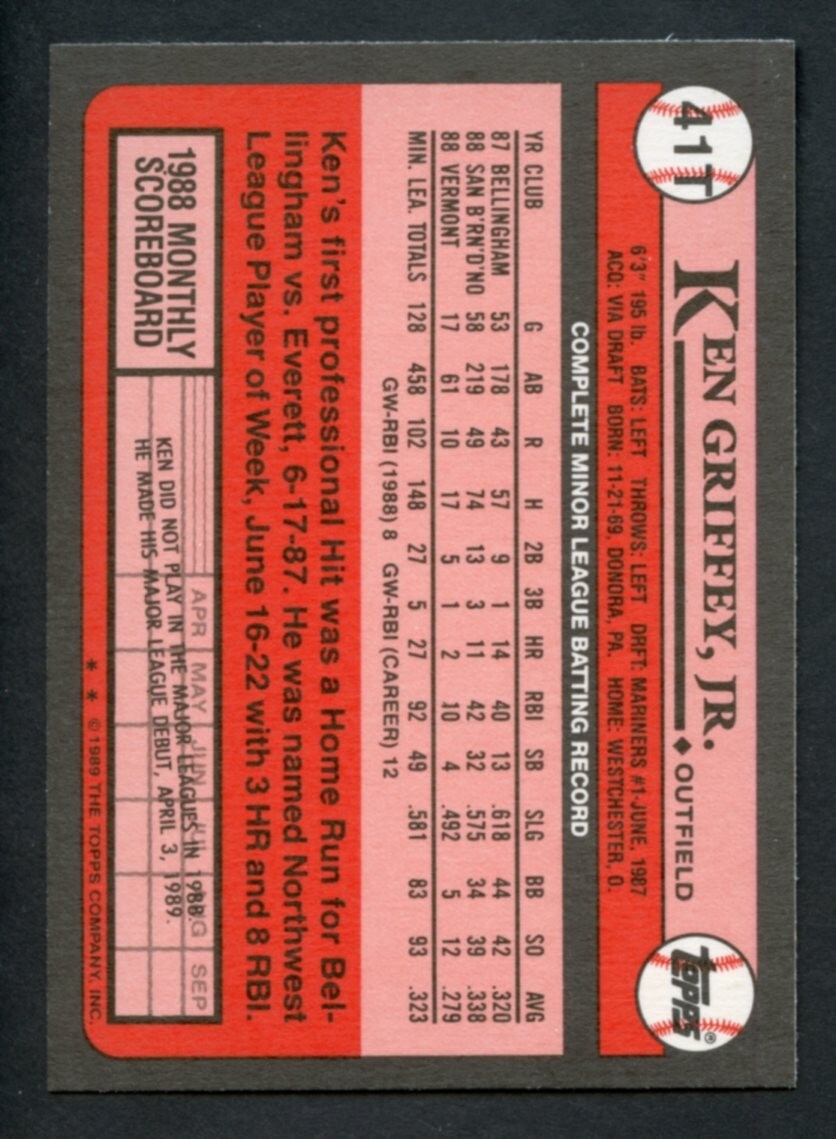 41T
KEN GRIFFEY, JR. ♦ OUTFIELD
TOPPS®
6'3" 195 lb. BATS: LEFT THROWS: LEFT DRFT: MARINERS #1-JUNE, 1987
ACQ: VIA DRAFT BORN: 11-21-69, DONORA, PA. HOME: WESTCHESTER, O.
COMPLETE MINOR LEAGUE BATTING RECORD
YR CLUB G AB R H 2B 3B HR RBI SB SLG BB SO AVG
87 BELLINGHAM 53 178 43 57 9 1 14 40 13 .618 44 42 .320
88 SAN B'RN'D'NO 58 219 49 74 13 3 11 42 32 .575 34 39 .338
88 VERMONT 17 61 10 17 5 1 2 10 4 .492 5 12 .279
MIN. LEA. TOTALS 128 458 102 148 27 5 27 92 49 .581 83 93 .323
GW-RBI (1988) 8 GW-RBI (CAREER) 12
Ken's first professional Hit was a Home Run for Bel-
lingham vs. Everett, 6-17-87. He was named Northwest
League Player of Week, June 16-22 with 3 HR and 8 RBI.
1988 MONTHLY
SCOREBOARD
APR MAY JUN JUL AUG SEP
KEN DID NOT PLAY IN THE MAJOR LEAGUES IN 1988.
HE MADE HIS MAJOR LEAGUE DEBUT, APRIL 3, 1989.
* * © 1989 THE TOPPS COMPANY, INC.